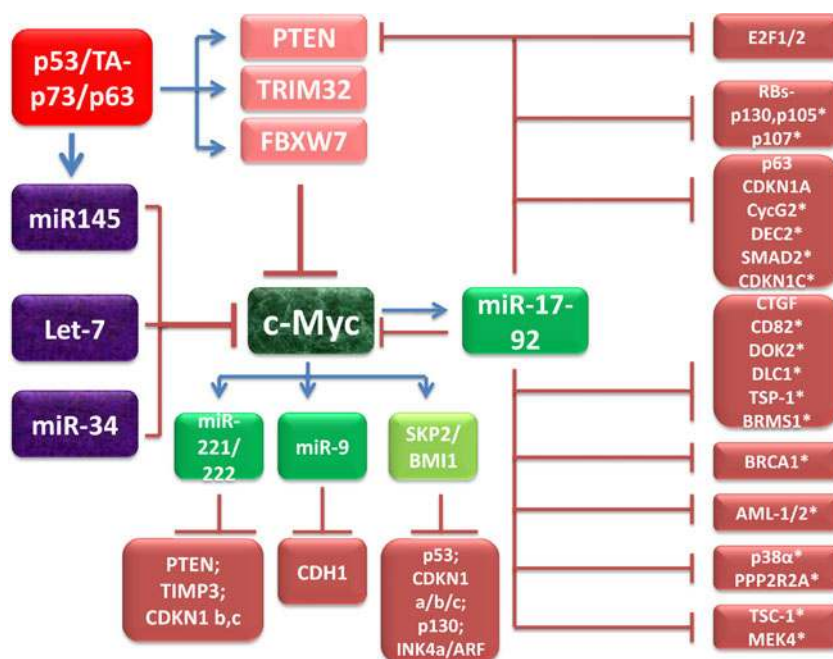 p53/TA-
p73/p63
PTEN
TRIM32
FBXW7
E2F1/2
RBs-
p130,p105*
p107*
p63
CDKN1A
CycG2*
DEC2*
SMAD2*
CDKN1C*
miR145
Let-7
miR-34
c-Myc
miR-17-
92
CTGF
CD82*
DOK2*
DLC1*
TSP-1*
BRMS1*
miR-
221/
222
miR-9
SKP2/
BMI1
BRCA1*
AML-1/2*
p38α*
PPP2R2A*
TSC-1*
MEK4*
PTEN;
TIMP3;
CDKN1 b,c
CDH1
p53;
CDKN1
a/b/c;
p130;
INK4a/ARF